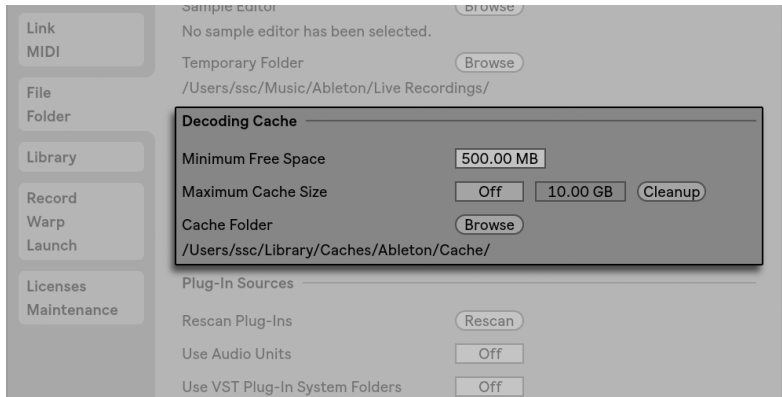 Link
MIDI
File
Folder
Library
Record
Warp
Launch
Licenses
Maintenance
Sample Editor Browse
No sample editor has been selected.
Temporary Folder Browse
/Users/ssc/Music/Ableton/Live Recordings/
Decoding Cache
Minimum Free Space 500.00 MB
Maximum Cache Size Off 10.00 GB Cleanup
Cache Folder Browse
/Users/ssc/Library/Caches/Ableton/Cache/
Plug-In Sources
Rescan Plug-Ins Rescan
Use Audio Units Off
Use VST Plug-In System Folders Off